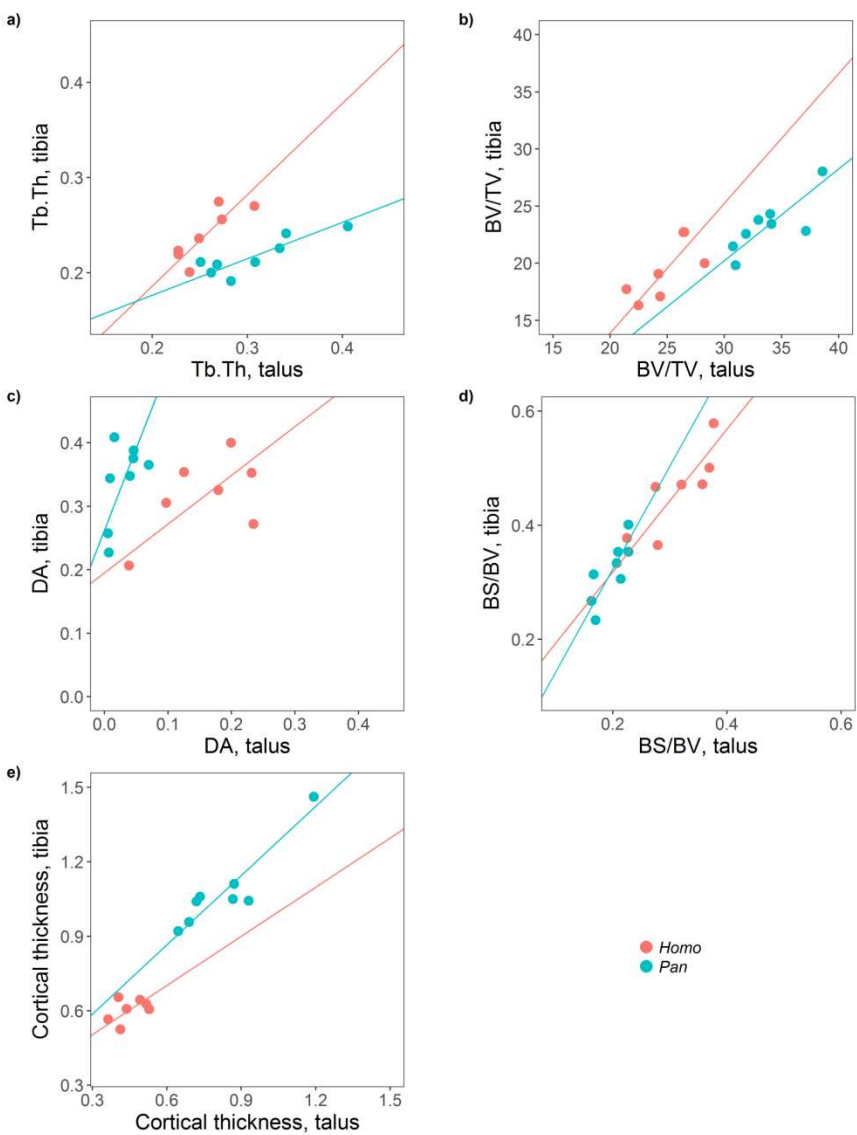 a)
Tb.Th, tibia
0.4
0.3
0.2
0.2 0.3 0.4
Tb.Th, talus
b)
BV/TV, tibia
40
35
30
25
20
15
15 20 25 30 35 40
BV/TV, talus
c)
DA, tibia
0.4
0.3
0.2
0.1
0.0
0.0 0.1 0.2 0.3 0.4
DA, talus
d)
BS/BV, tibia
0.6
0.4
0.2
0.2 0.4 0.6
BS/BV, talus
e)
Cortical thickness, tibia
1.5
1.2
0.9
0.6
0.3
0.3 0.6 0.9 1.2 1.5
Cortical thickness, talus
Homo
Pan